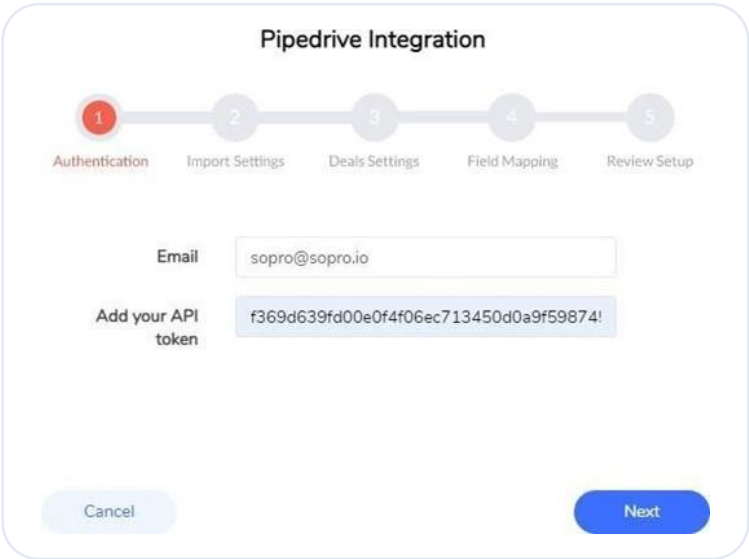 Pipedrive Integration
1 2 3 4 5
Authentication Import Settings Deals Settings Field Mapping Review Setup
Email sopro@sopro.io
Add your API f369d639fd00e0f4f06ec713450d0a9f59874
token
Cancel Next